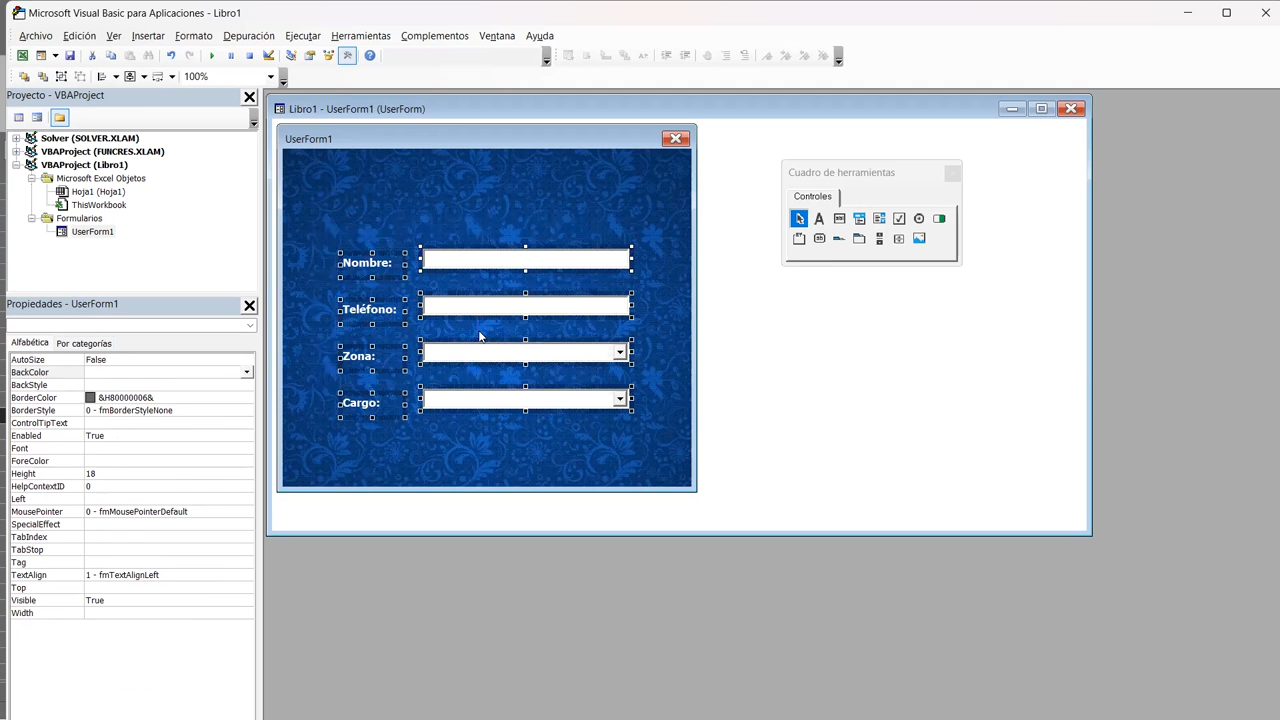 Microsoft Visual Basic para Aplicaciones - Libro1
Archivo Edición Ver Insertar Formato Depuración Ejecutar Herramientas Complementos Ventana Ayuda
100%
Proyecto - VBAProject
Solver (SOLVER.XLAM)
VBAProject (FUNCRES.XLAM)
VBAProject (Libro1)
Microsoft Excel Objetos
Hoja1 (Hoja1)
ThisWorkbook
Formularios
UserForm1
Propiedades - UserForm1
Alfabética Por categorías
AutoSize False
BackColor
BackStyle
BorderColor &H80000006&
BorderStyle 0 - fmBorderStyleNone
ControlTipText
Enabled True
Font
ForeColor
Height 18
HelpContextID 0
Left
MousePointer 0 - fmMousePointerDefault
SpecialEffect
TabIndex
TabStop
Tag
TextAlign 1 - fmTextAlignLeft
Top
Visible True
Width
Libro1 - UserForm1 (UserForm)
UserForm1
Nombre:
Teléfono:
Zona:
Cargo:
Cuadro de herramientas
Controles